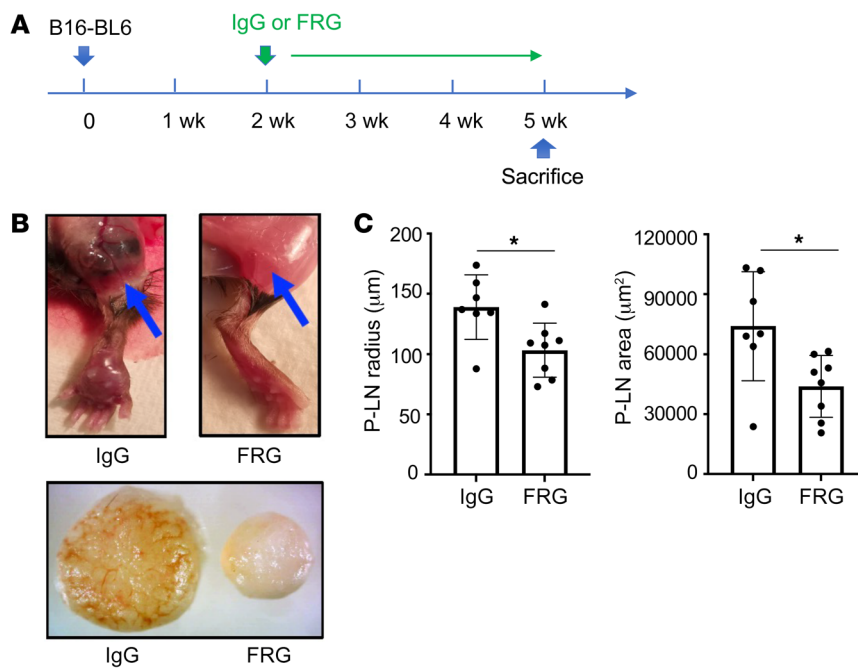 A
B16-BL6
IgG or FRG
0
1 wk
2 wk
3 wk
4 wk
5 wk
Sacrifice
B
IgG
FRG
IgG
FRG
C
P-LN radius (μm)
200
150
100
50
0
*
IgG
FRG
P-LN area (μm²)
120000
90000
60000
30000
0
*
IgG
FRG